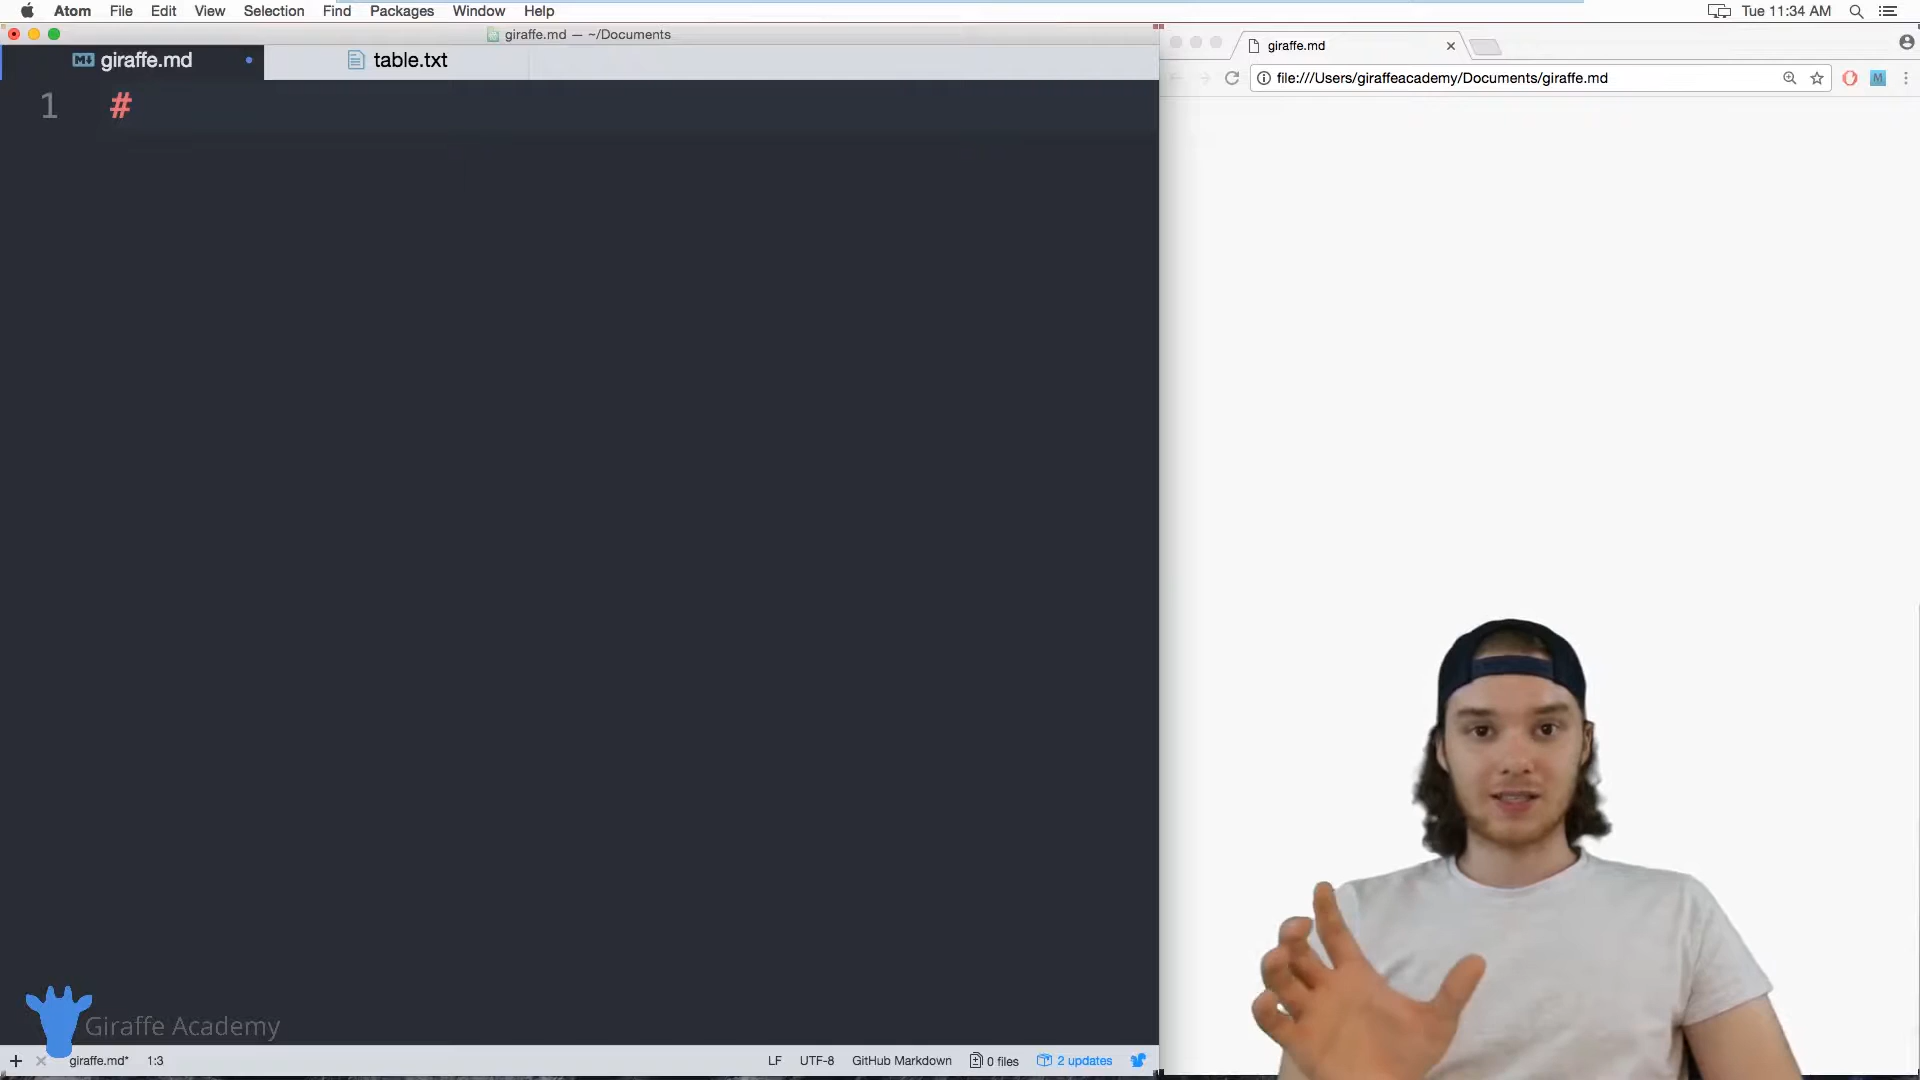 Atom File Edit View Selection Find Packages Window Help Tue 11:34 AM
giraffe.md — ~/Documents
giraffe.md table.txt
giraffe.md
file:///Users/giraffeacademy/Documents/giraffe.md M
1 #
Giraffe Academy
giraffe.md* 1:3 LF UTF-8 GitHub Markdown 0 files 2 updates